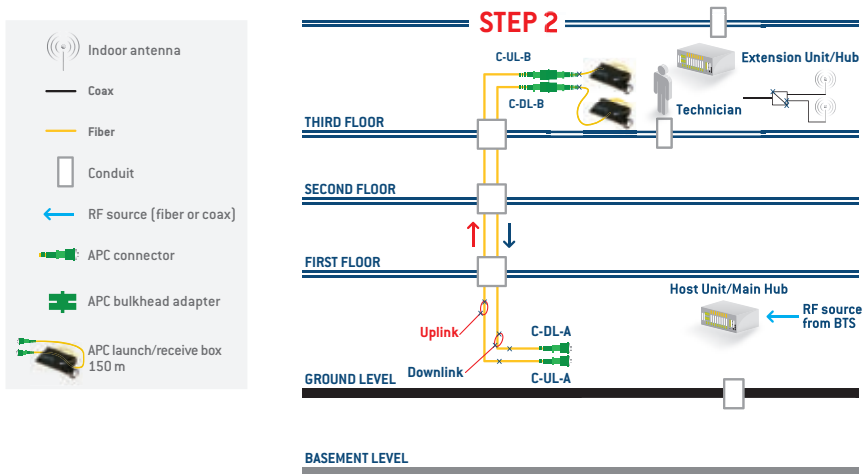 Indoor antenna
Coax
Fiber
Conduit
RF source (fiber or coax)
APC connector
APC bulkhead adapter
APC launch/receive box
150 m
STEP 2
C-UL-B
C-DL-B
Extension Unit/Hub
Technician
THIRD FLOOR
SECOND FLOOR
FIRST FLOOR
Host Unit/Main Hub
RF source
from BTS
Uplink
C-DL-A
Downlink
C-UL-A
GROUND LEVEL
BASEMENT LEVEL